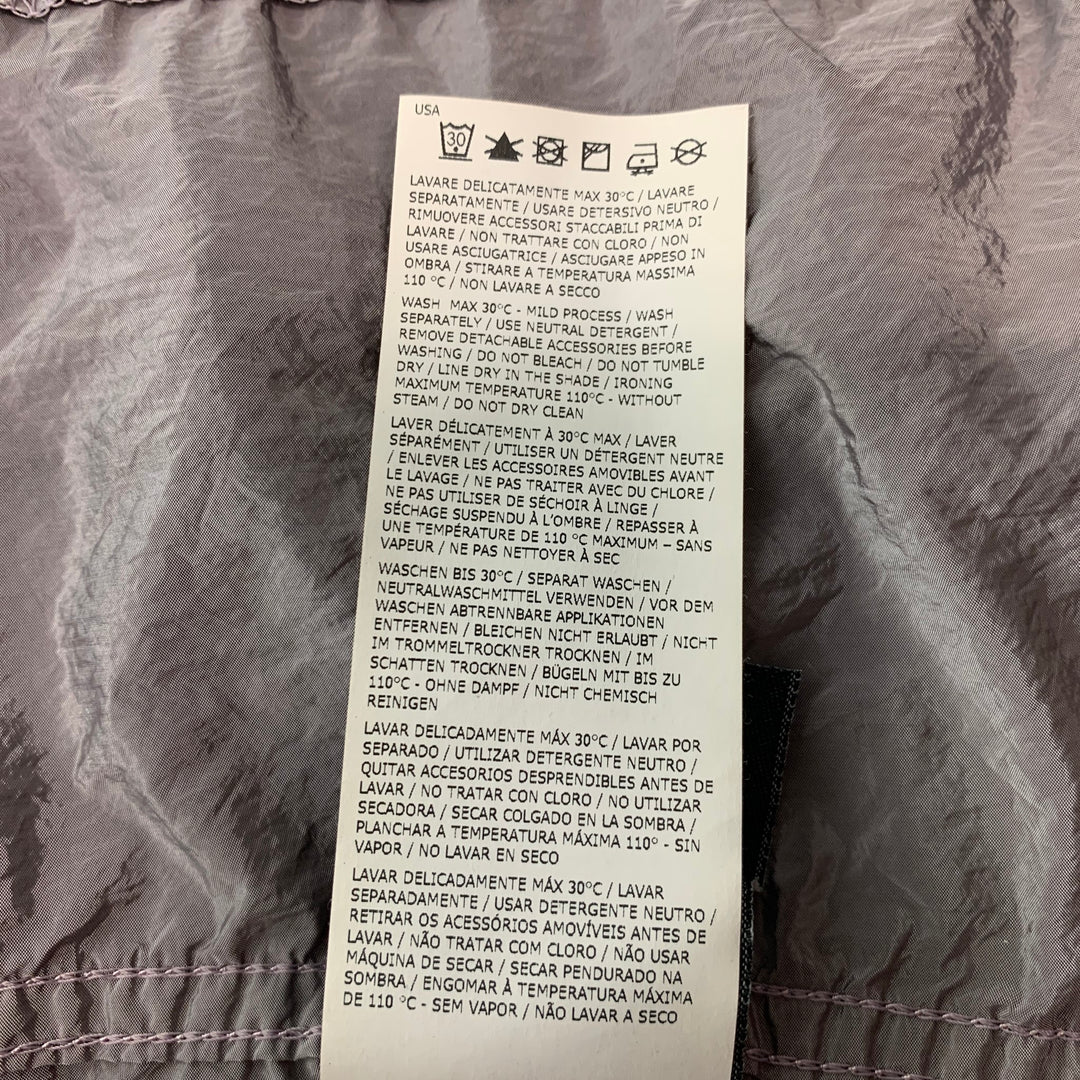 USA
30
LAVARE DELICATAMENTE MAX 30°C / LAVARE
SEPARATAMENTE / USARE DETERSIVO NEUTRO /
RIMUOVERE ACCESSORI STACCABILI PRIMA DI
LAVARE / NON TRATTARE CON CLORO / NON
USARE ASCIUGATRICE / ASCIUGARE APPESO IN
OMBRA / STIRARE A TEMPERATURA MASSIMA
110 °C / NON LAVARE A SECCO
WASH MAX 30°C - MILD PROCESS / WASH
SEPARATELY / USE NEUTRAL DETERGENT /
REMOVE DETACHABLE ACCESSORIES BEFORE
WASHING / DO NOT BLEACH / DO NOT TUMBLE
DRY / LINE DRY IN THE SHADE / IRONING
MAXIMUM TEMPERATURE 110°C - WITHOUT
STEAM / DO NOT DRY CLEAN
LAVER DÉLICATEMENT À 30°C MAX / LAVER
SÉPARÉMENT / UTILISER UN DÉTERGENT NEUTRE
/ ENLEVER LES ACCESSOIRES AMOVIBLES AVANT
LE LAVAGE / NE PAS TRAITER AVEC DU CHLORE /
NE PAS UTILISER DE SÉCHOIR À LINGE /
SÉCHAGE SUSPENDU À L'OMBRE / REPASSER À
UNE TEMPÉRATURE DE 110 °C MAXIMUM – SANS
VAPEUR / NE PAS NETTOYER À SEC
WASCHEN BIS 30°C / SEPARAT WASCHEN /
NEUTRALWASCHMITTEL VERWENDEN / VOR DEM
WASCHEN ABTRENNBARE APPLIKATIONEN
ENTFERNEN / BLEICHEN NICHT ERLAUBT / NICHT
IM TROMMELTROCKNER TROCKNEN / IM
SCHATTEN TROCKNEN / BÜGELN MIT BIS ZU
110°C - OHNE DAMPF / NICHT CHEMISCH
REINIGEN
LAVAR DELICADAMENTE MÁX 30°C / LAVAR POR
SEPARADO / UTILIZAR DETERGENTE NEUTRO /
QUITAR ACCESORIOS DESPRENDIBLES ANTES DE
LAVAR / NO TRATAR CON CLORO / NO UTILIZAR
SECADORA / SECAR COLGADO EN LA SOMBRA /
PLANCHAR A TEMPERATURA MÁXIMA 110° - SIN
VAPOR / NO LAVAR EN SECO
LAVAR DELICADAMENTE MÁX 30°C / LAVAR
SEPARADAMENTE / USAR DETERGENTE NEUTRO /
RETIRAR OS ACESSÓRIOS AMOVÍVEIS ANTES DE
LAVAR / NÃO TRATAR COM CLORO / NÃO USAR
MÁQUINA DE SECAR / SECAR PENDURADO NA
SOMBRA / ENGOMAR À TEMPERATURA MÁXIMA
DE 110 °C - SEM VAPOR / NÃO LAVAR A SECO